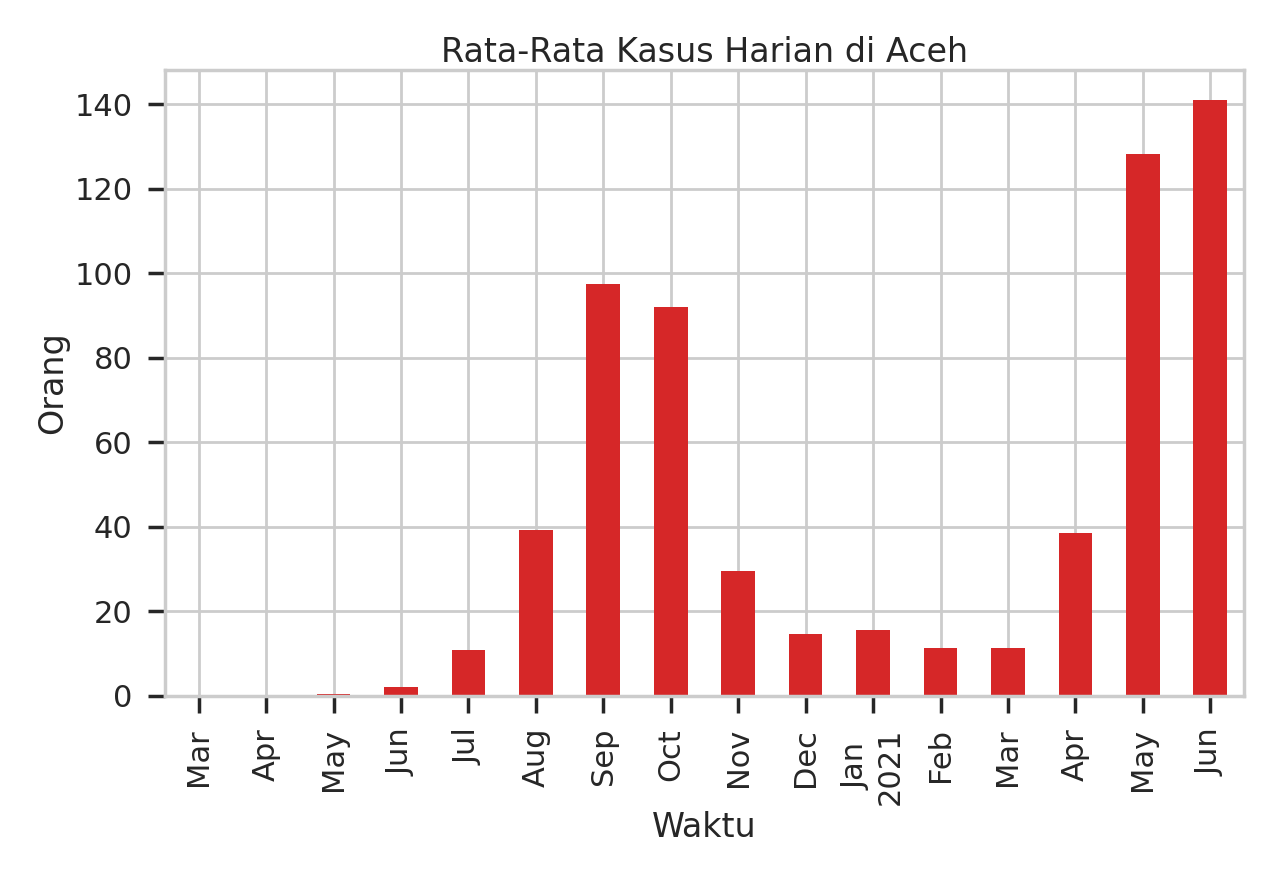 Rata-Rata Kasus Harian di Aceh
140
120
100
80
60
40
20
0
Orang
Mar
Apr
May
Jun
Jul
Aug
Sep
Oct
Nov
Dec
Jan
2021
Feb
Mar
Apr
May
Jun
Waktu